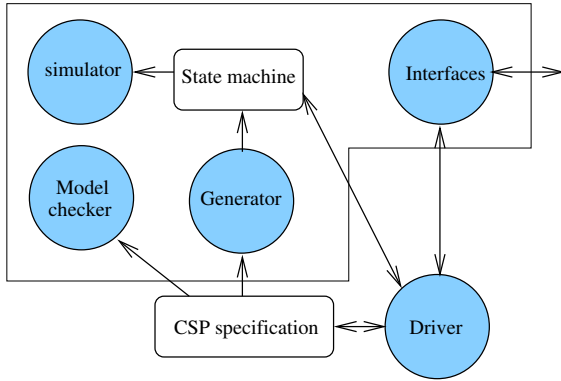 simulator
State machine
Interfaces
Model
checker
Generator
CSP specification
Driver